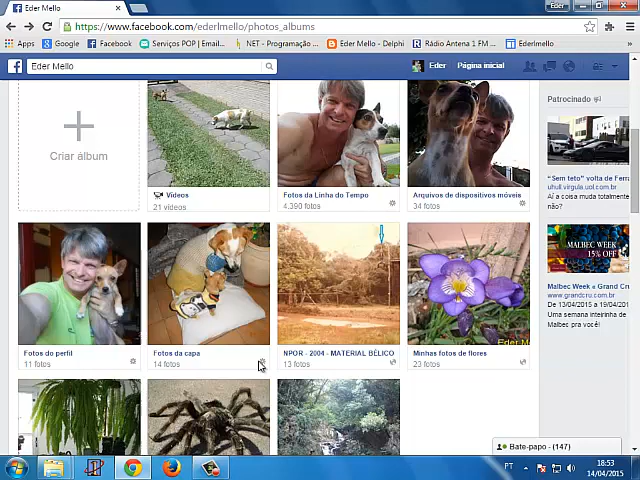 Eder Mello
Eder
https://www.facebook.com/ederlmello/photos_albums
Apps
Google
Facebook
Serviços POP | Email...
.NET - Programação ...
Eder Mello - Delphi
Rádio Antena 1 FM ...
Ederlmello
Eder Mello
Eder
Página inicial
Criar álbum
Vídeos
21 vídeos
Fotos da Linha do Tempo
4.390 fotos
Arquivos de dispositivos móveis
34 fotos
Fotos do perfil
11 fotos
Fotos da capa
14 fotos
NPOR - 2004 - MATERIAL BÉLICO
13 fotos
Minhas fotos de flores
23 fotos
Patrocinado
“Sem teto” volta de Ferra
uhull.virgula.uol.com.br
Aí a coisa muda totalmente
não?
MALBEC WEEK
15% OFF
Malbec Week e Grand Cru
www.grandcru.com.br
De 13/04/2015 a 19/04/2015
Uma semana inteirinha de
Malbec pra você!
Bate-papo - (147)
PT
18:53
14/04/2015